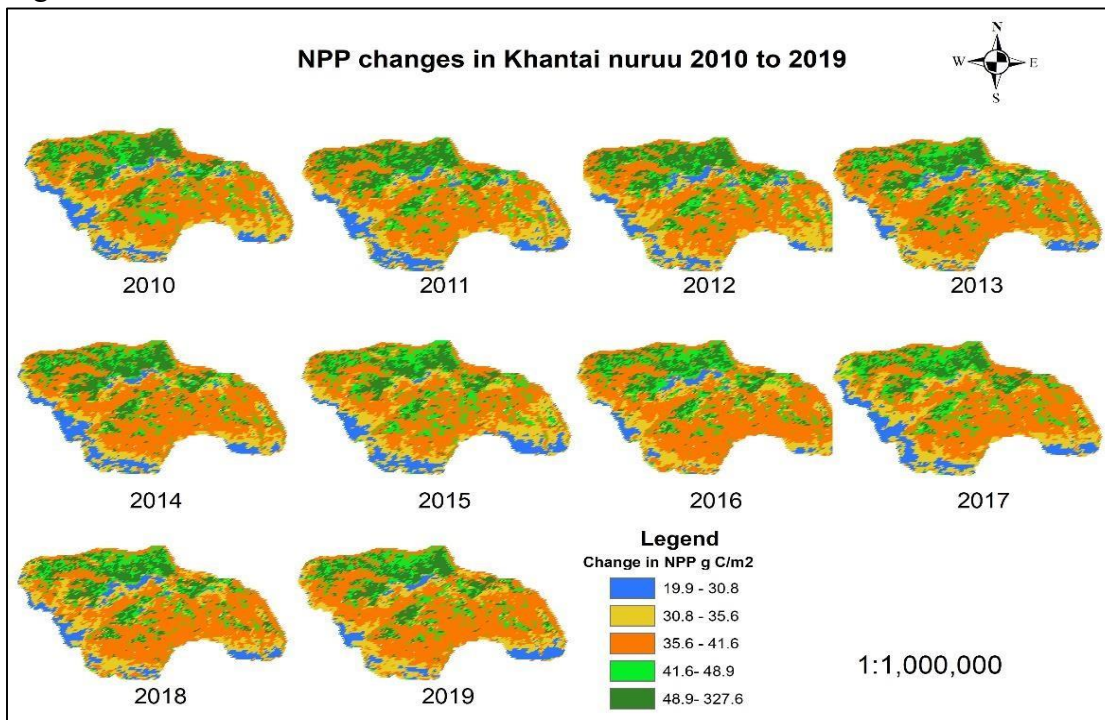 NPP changes in Khantai nuruu 2010 to 2019
N
W E
S
2010 2011 2012 2013
2014 2015 2016 2017
2018 2019
Legend
Change in NPP g C/m2
19.9 - 30.8
30.8 - 35.6
35.6 - 41.6
41.6- 48.9
48.9- 327.6
1:1,000,000